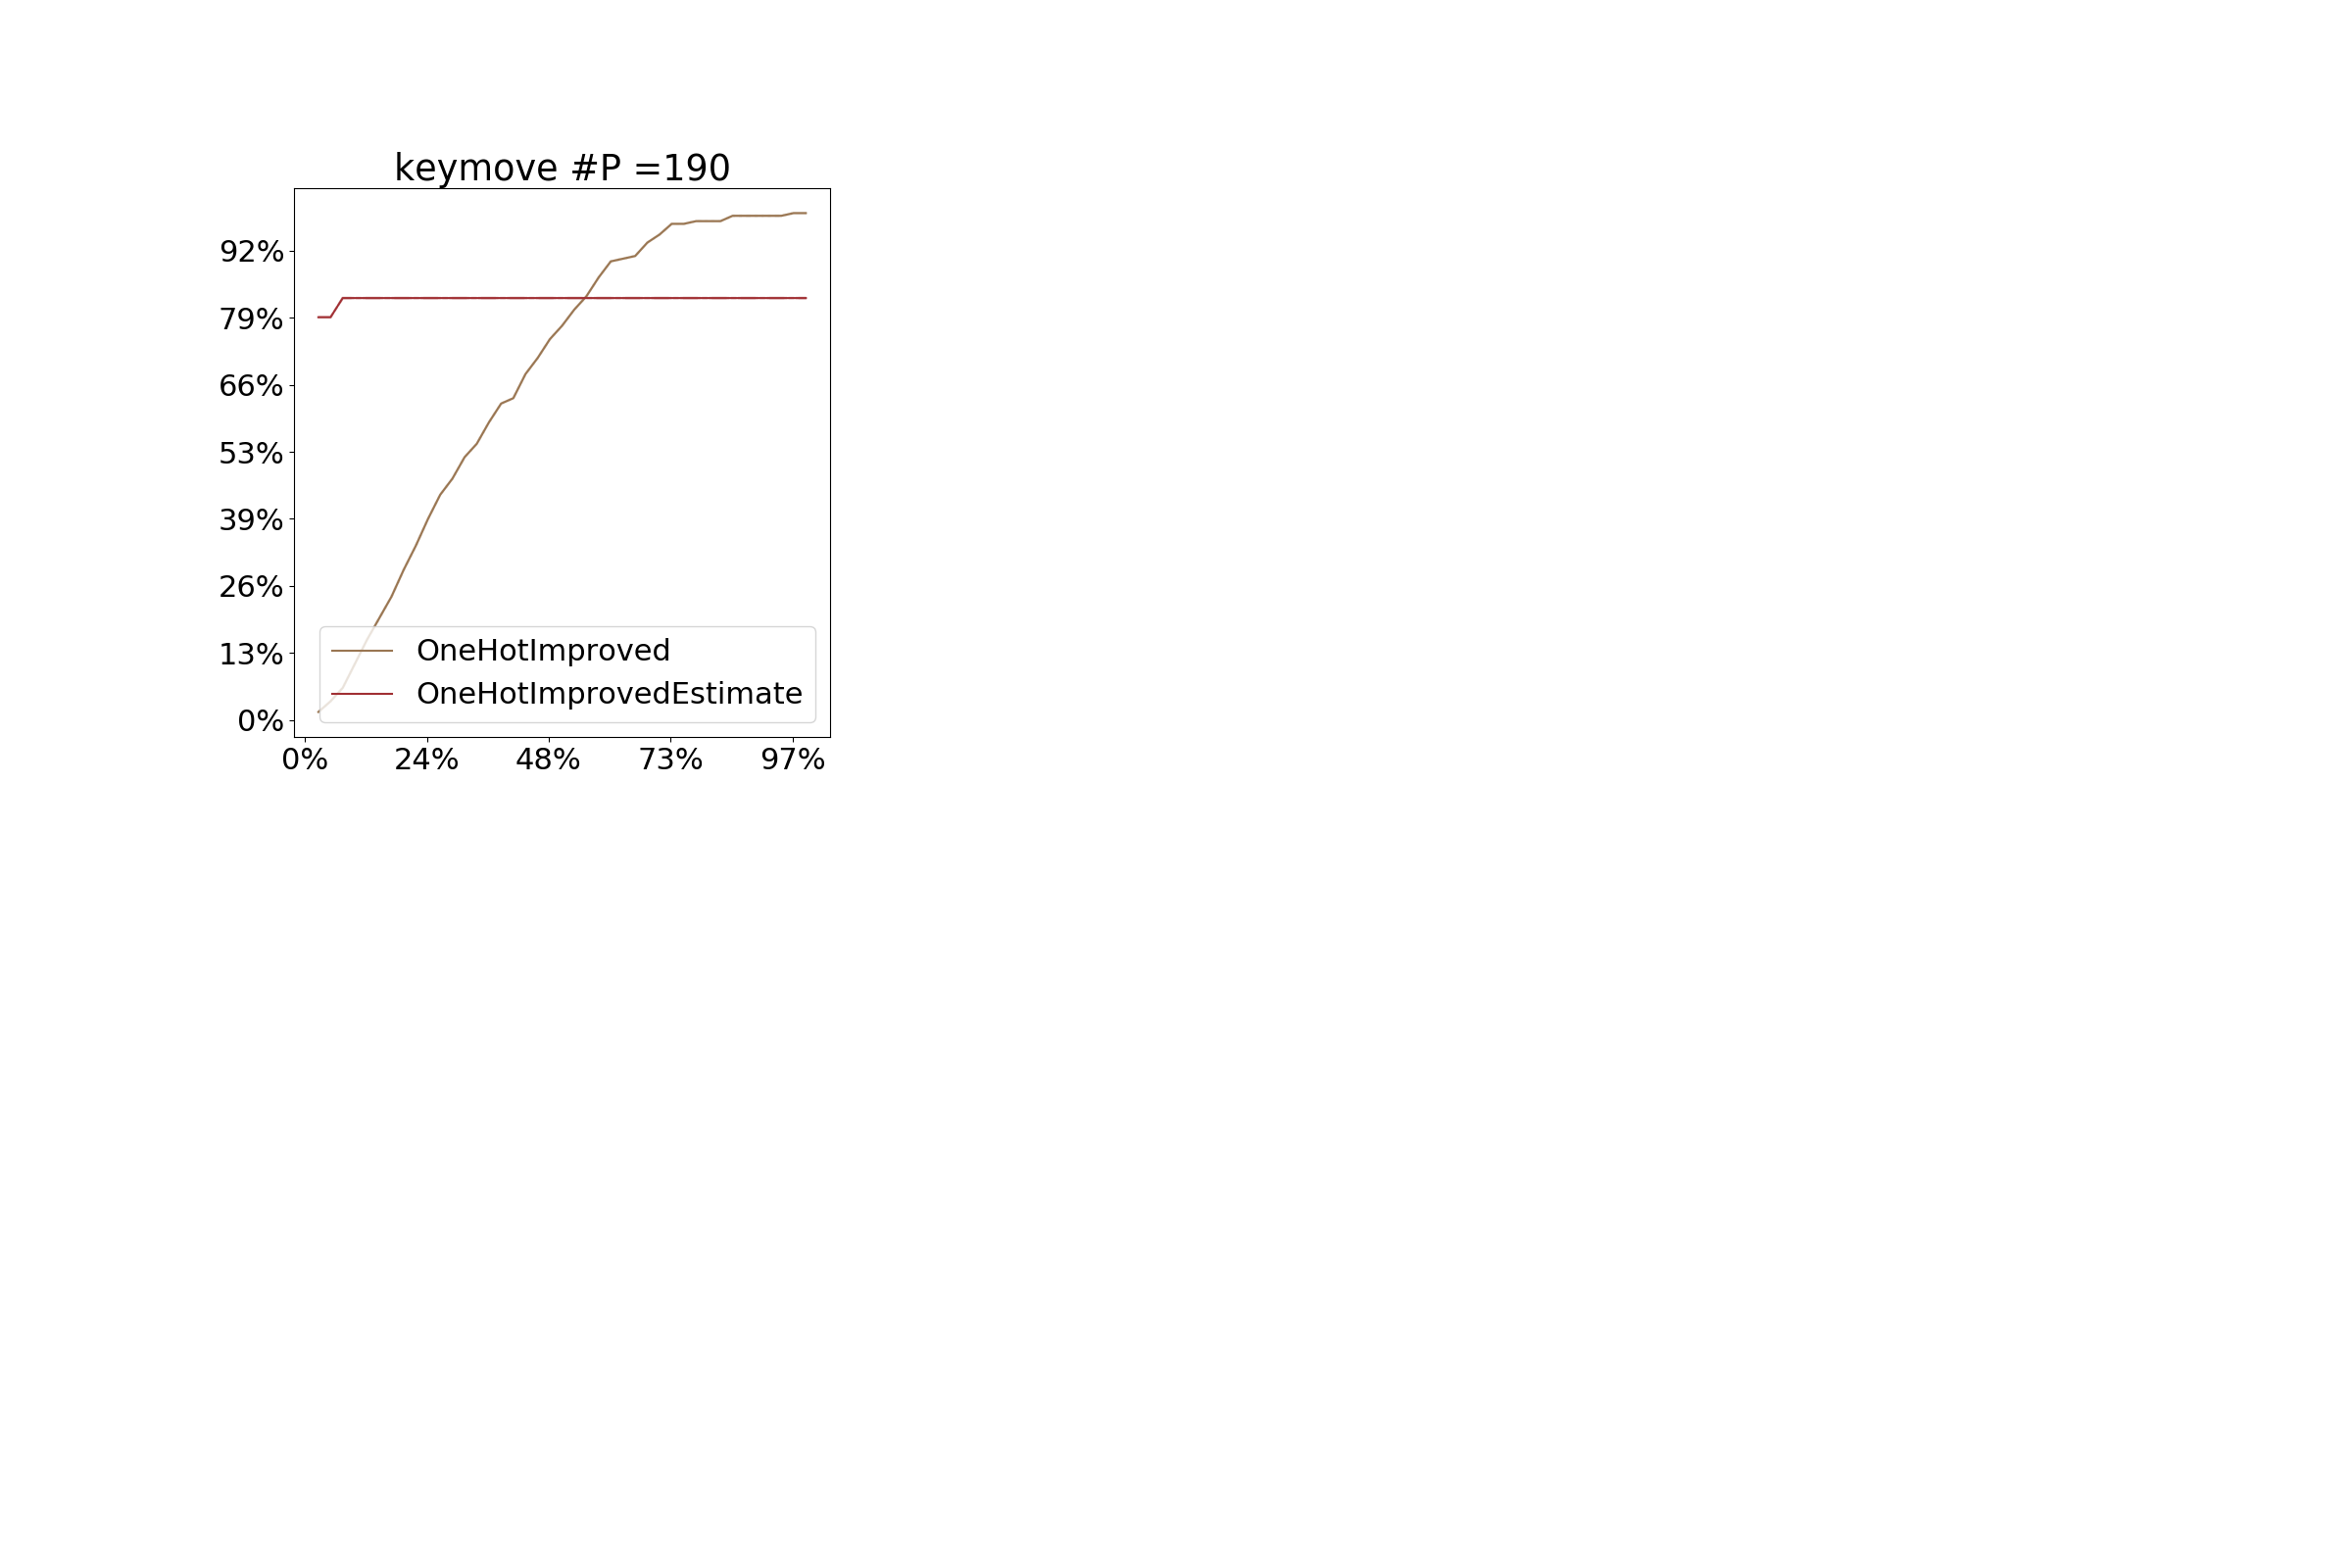 keymove #P =190
92%
79%
66%
53%
39%
26%
13%
0%
OneHotImproved
OneHotImprovedEstimate
0% 24% 48% 73% 97%